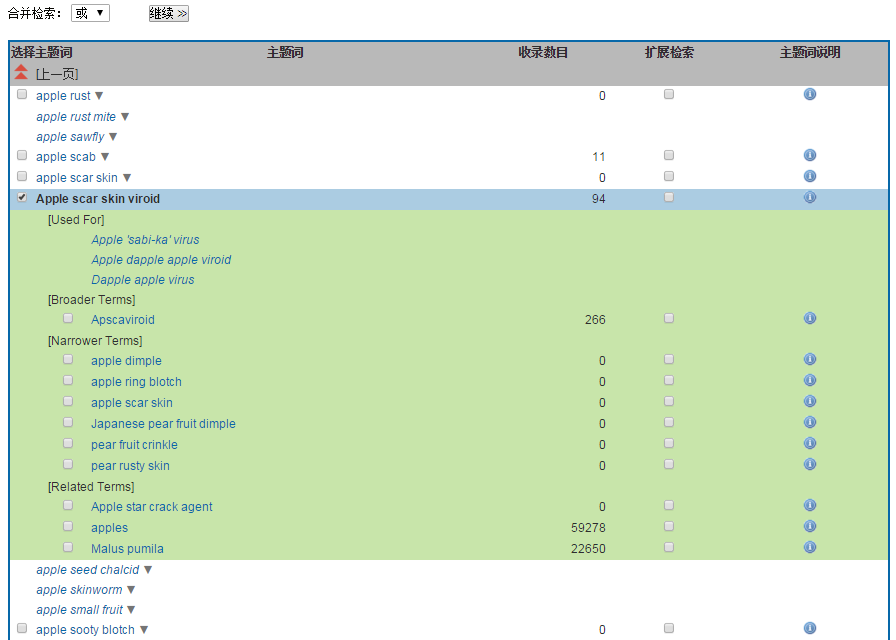 合并检索： 或 ▼ 继续 ≫
选择主题词 主题词 收录数目 扩展检索 主题词说明
[上一页]
apple rust ▼ 0
apple rust mite ▼
apple sawfly ▼
apple scab ▼ 11
apple scar skin ▼ 0
Apple scar skin viroid 94
[Used For]
Apple 'sabi-ka' virus
Apple dapple apple viroid
Dapple apple virus
[Broader Terms]
Apscaviroid 266
[Narrower Terms]
apple dimple 0
apple ring blotch 0
apple scar skin 0
Japanese pear fruit dimple 0
pear fruit crinkle 0
pear rusty skin 0
[Related Terms]
Apple star crack agent 0
apples 59278
Malus pumila 22650
apple seed chalcid ▼
apple skinworm ▼
apple small fruit ▼
apple sooty blotch ▼ 0